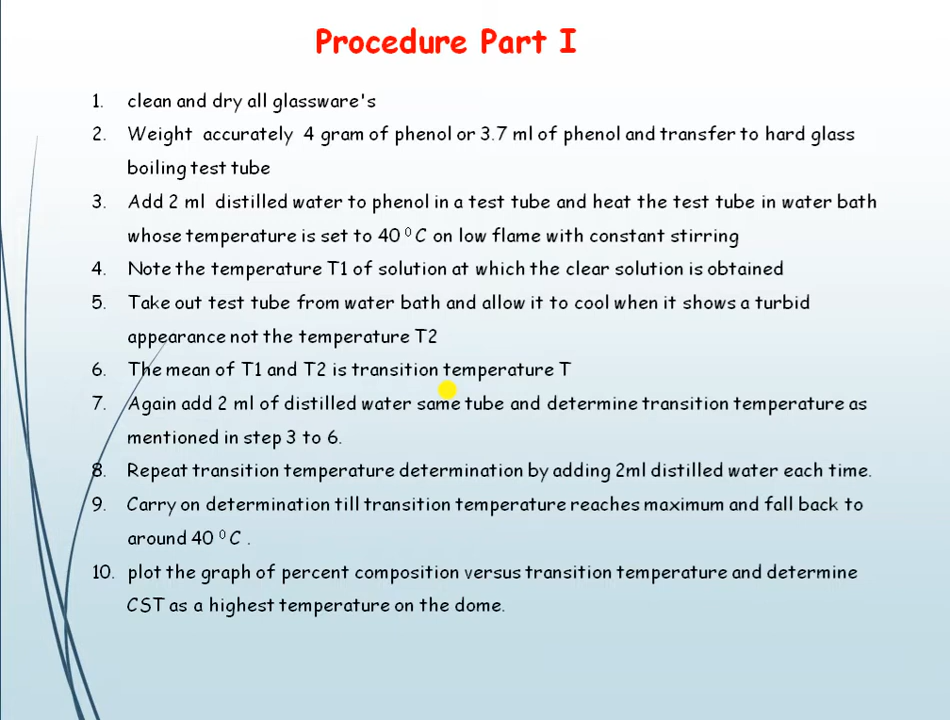 Procedure Part I
1. clean and dry all glassware's
2. Weight accurately 4 gram of phenol or 3.7 ml of phenol and transfer to hard glass
boiling test tube
3. Add 2 ml distilled water to phenol in a test tube and heat the test tube in water bath
whose temperature is set to 40 ⁰ C on low flame with constant stirring
4. Note the temperature T1 of solution at which the clear solution is obtained
5. Take out test tube from water bath and allow it to cool when it shows a turbid
appearance not the temperature T2
6. The mean of T1 and T2 is transition temperature T
7. Again add 2 ml of distilled water same tube and determine transition temperature as
mentioned in step 3 to 6.
8. Repeat transition temperature determination by adding 2ml distilled water each time.
9. Carry on determination till transition temperature reaches maximum and fall back to
around 40 ⁰ C .
10. plot the graph of percent composition versus transition temperature and determine
CST as a highest temperature on the dome.